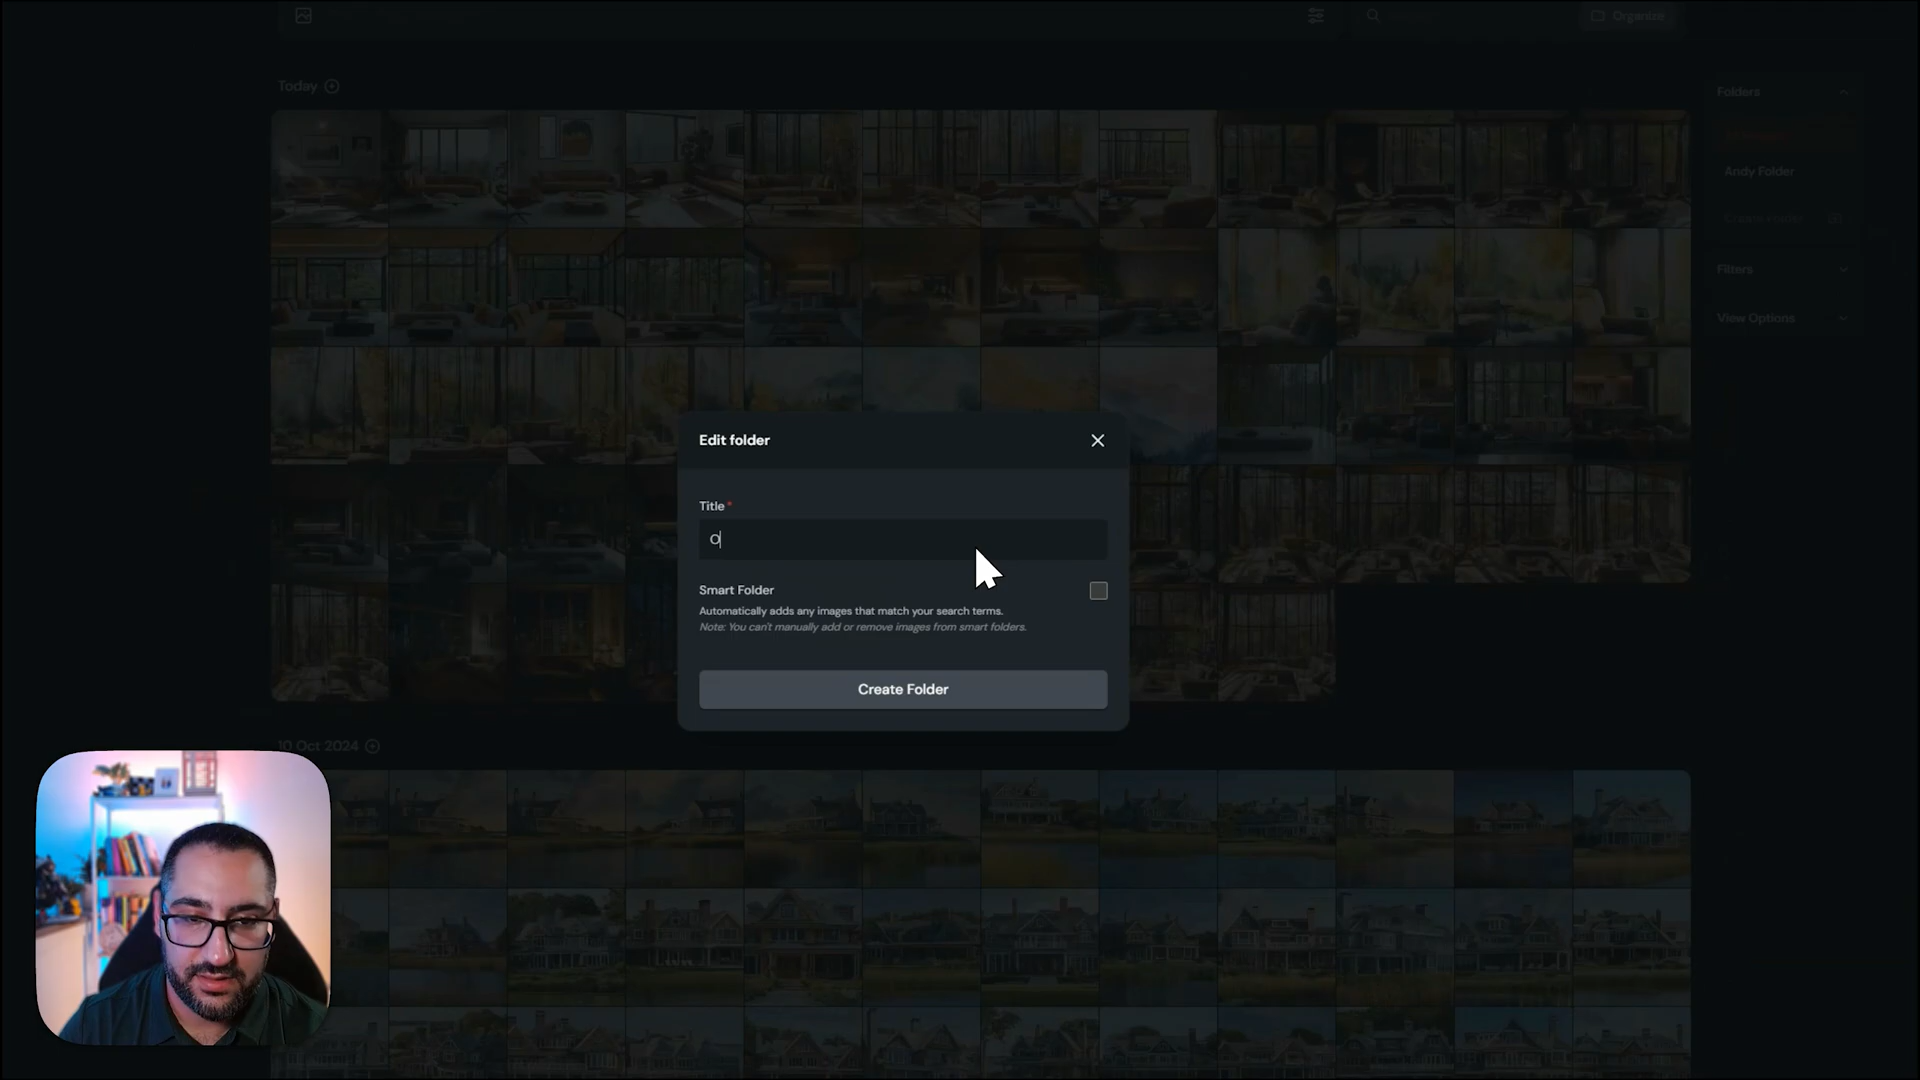 Organize
Today
Folders
Andy Folder
Create Folder
Filters
View Options
Edit folder
Title*
O
Smart Folder
Automatically adds any images that match your search terms.
Note: You can't manually add or remove images from smart folders.
Create Folder
10 Oct 2024